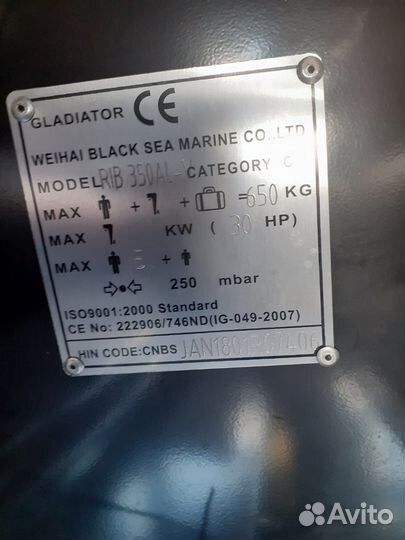 GLADIATOR CE
WEIHAI BLACK SEA MARINE CO.,LTD
MODEL RIB 350AL CATEGORY C
MAX + + =650 KG
MAX KW ( 30 HP)
MAX +
250 mbar
ISO9001:2000 Standard
CE No: 222906/746ND(IG-049-2007)
HIN CODE:CNBS
Avito